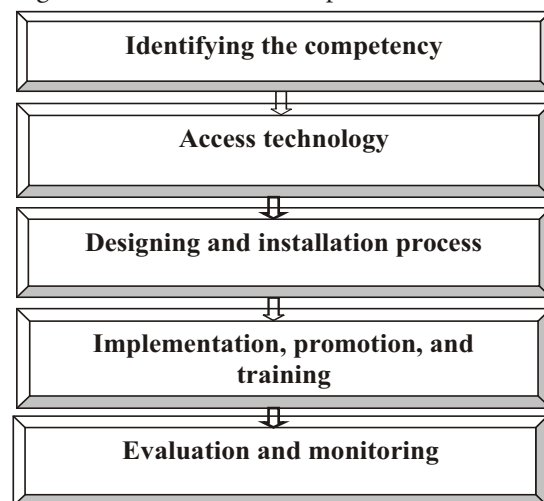 Identifying the competency
Access technology
Designing and installation process
Implementation, promotion, and
training
Evaluation and monitoring